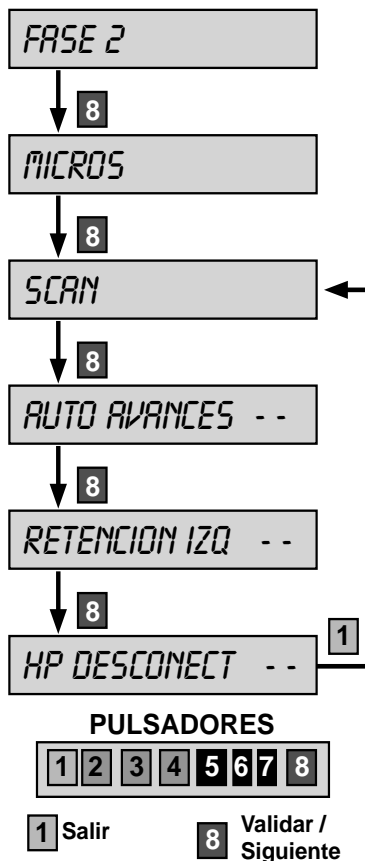 FASE 2
8
MICROS
8
SCAN
8
AUTO AVANCES - -
8
RETENCION IZQ - -
8
1
HP DESCONECT - -
PULSADORES
1 2 3 4 5 6 7 8
1 Salir
8 Validar /
Siguiente